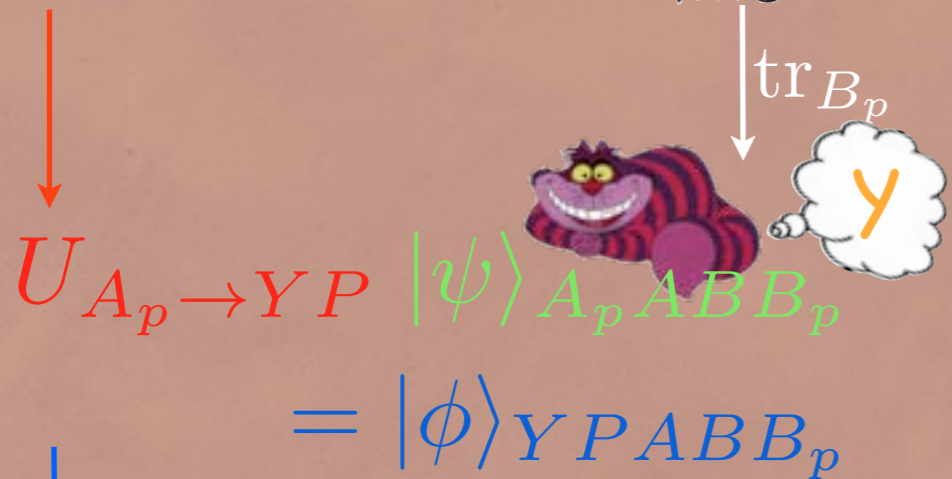 tr_{B_p}
y
U_{A_p→YP} |ψ⟩_{A_pABB_p}
= |ϕ⟩_{YPABB_p}